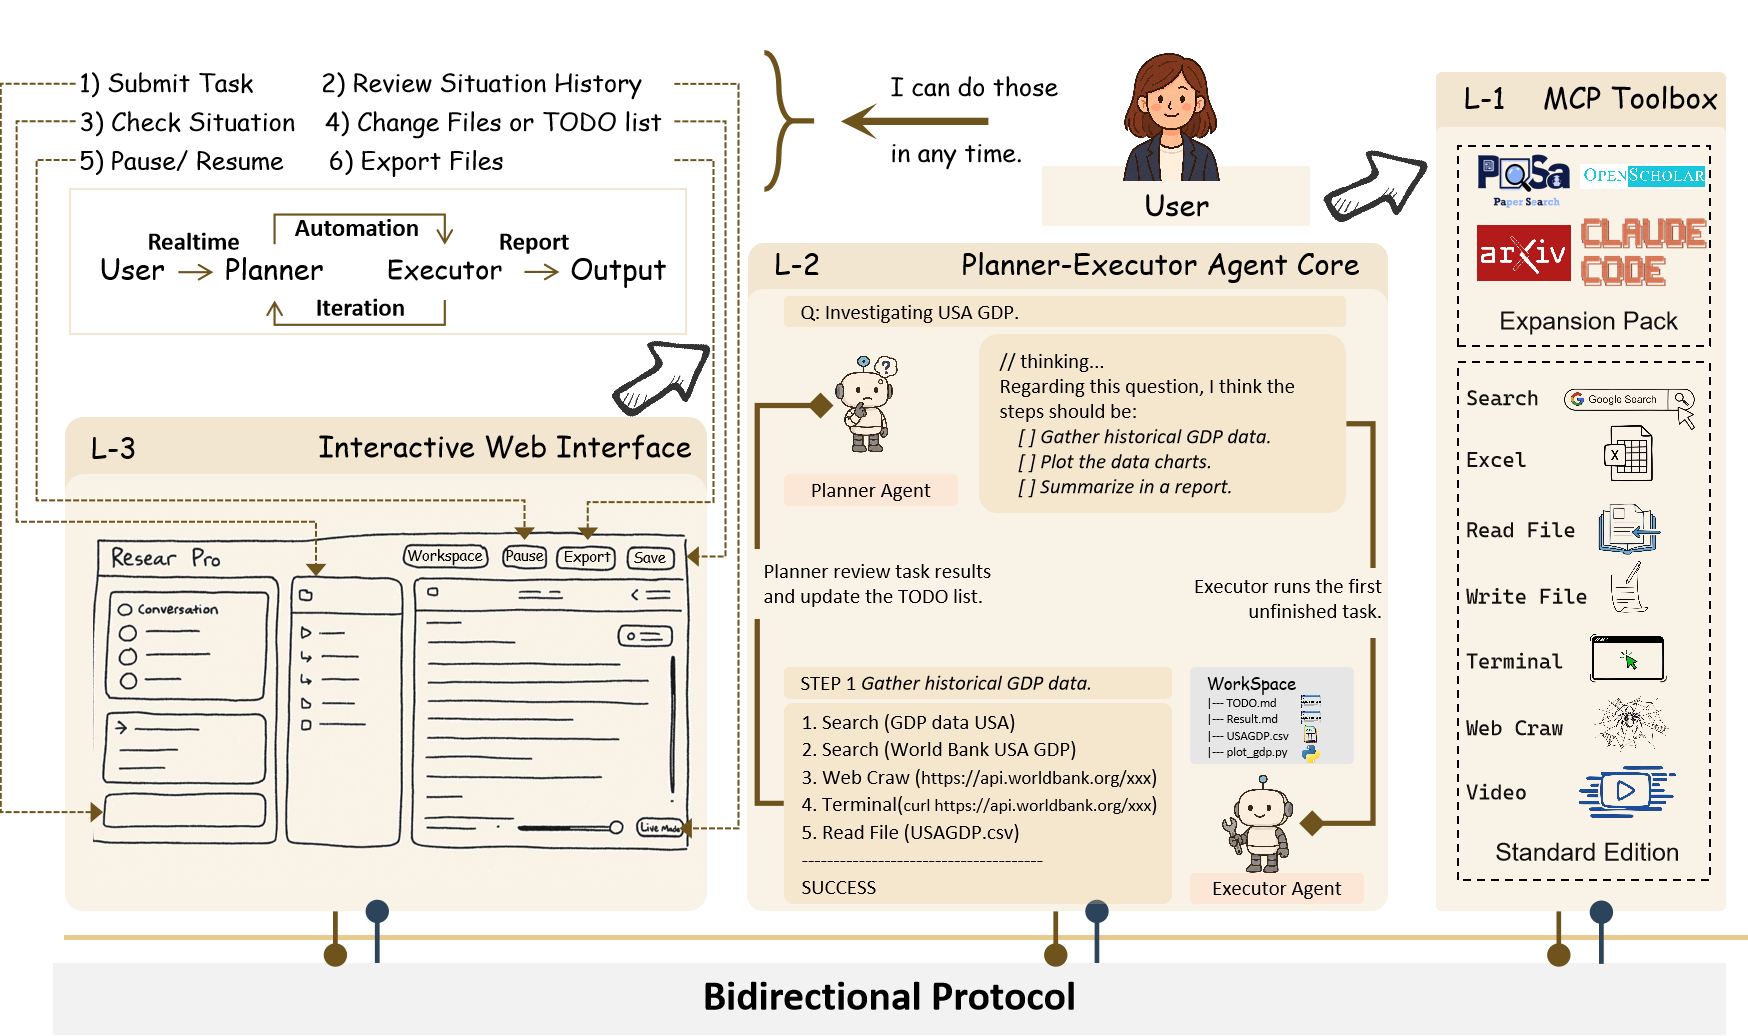 1) Submit Task
2) Review Situation History
3) Check Situation
4) Change Files or TODO list
5) Pause/ Resume
6) Export Files
I can do those
in any time.
User
Realtime
Automation
Report
User
Planner
Executor
Output
Iteration
L-3
Interactive Web Interface
Resear Pro
Workspace
Pause
Export
Save
Conversation
Live Mode
L-2
Planner-Executor Agent Core
Q: Investigating USA GDP.
?
// thinking...
Regarding this question, I think the
steps should be:
[ ] Gather historical GDP data.
[ ] Plot the data charts.
[ ] Summarize in a report.
Planner Agent
Planner review task results
and update the TODO list.
Executor runs the first
unfinished task.
STEP 1 Gather historical GDP data.
1. Search (GDP data USA)
2. Search (World Bank USA GDP)
3. Web Craw (https://api.worldbank.org/xxx)
4. Terminal(curl https://api.worldbank.org/xxx)
5. Read File (USAGDP.csv)
--------------------------------------
SUCCESS
WorkSpace
|--- TODO.md
|--- Result.md
|--- USAGDP.csv
|--- plot_gdp.py
Executor Agent
L-1
MCP Toolbox
PQSa
Paper Search
OPENSCHOLAR
arXiv
CLAUDE
CODE
Expansion Pack
Search
Google Search
Excel
X
Read File
Write File
Terminal
Web Craw
Video
Standard Edition
Bidirectional Protocol